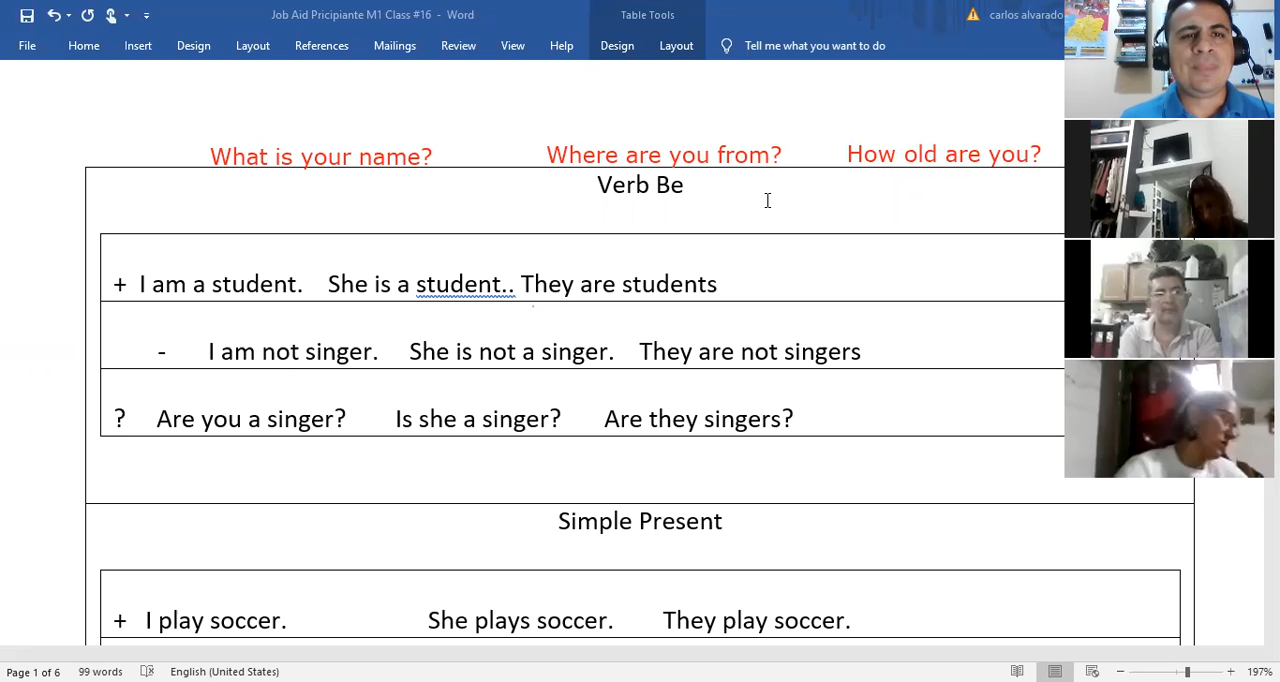 Job Aid Pricipiante M1 Class #16 - Word
Table Tools
carlos alvarado
File Home Insert Design Layout References Mailings Review View Help Design Layout Tell me what you want to do
What is your name? Where are you from? How old are you?
Verb Be
+ I am a student. She is a student.. They are students
- I am not singer. She is not a singer. They are not singers
? Are you a singer? Is she a singer? Are they singers?
Simple Present
+ I play soccer. She plays soccer. They play soccer.
Page 1 of 6 99 words English (United States) 197%